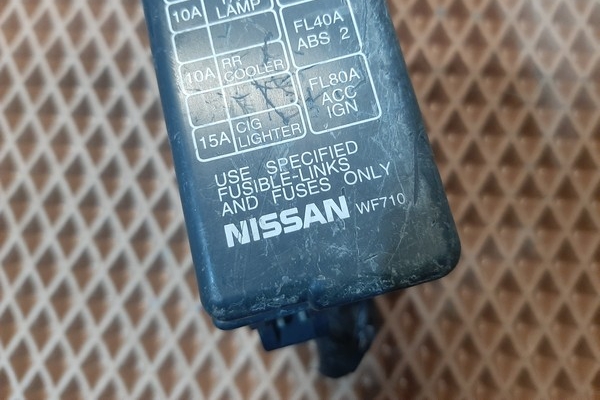 10A LAMP
FL40A
ABS 2
10A RR
COOLER
FL80A
ACC
IGN
15A CIG
LIGHTER
USE SPECIFIED
FUSIBLE-LINKS
AND FUSES ONLY
NISSAN WF710